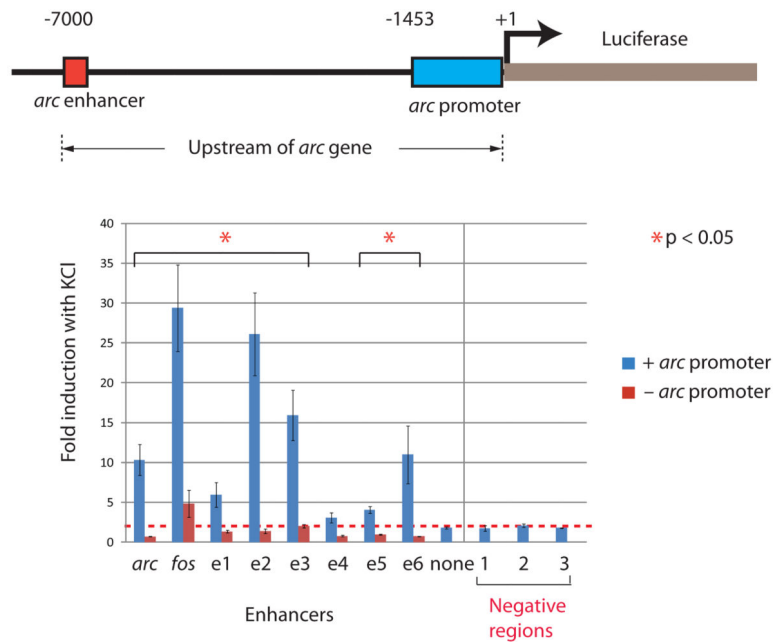 -7000 -1453 +1
Luciferase
arc enhancer arc promoter
Upstream of arc gene
40
35
30
25
20
15
10
5
0
Fold induction with KCl
* *
*p < 0.05
+ arc promoter
– arc promoter
arc fos e1 e2 e3 e4 e5 e6 none 1 2 3
Enhancers
Negative
regions